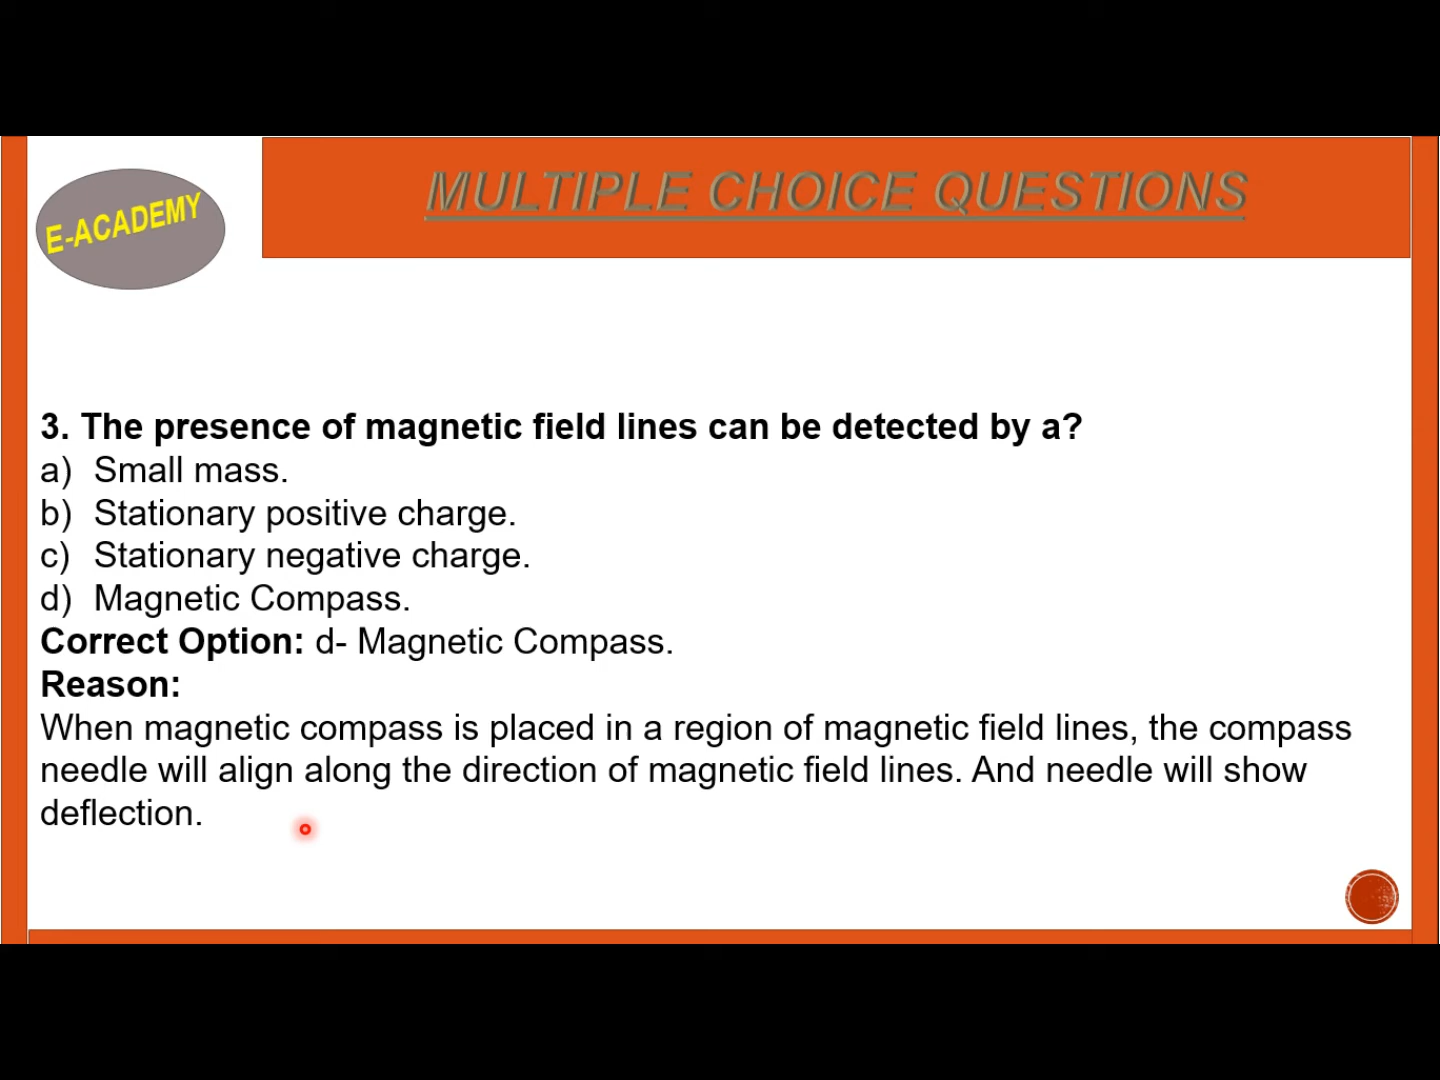 E-ACADEMY
MULTIPLE CHOICE QUESTIONS
3. The presence of magnetic field lines can be detected by a?
a) Small mass.
b) Stationary positive charge.
c) Stationary negative charge.
d) Magnetic Compass.
Correct Option: d- Magnetic Compass.
Reason:
When magnetic compass is placed in a region of magnetic field lines, the compass
needle will align along the direction of magnetic field lines. And needle will show
deflection.